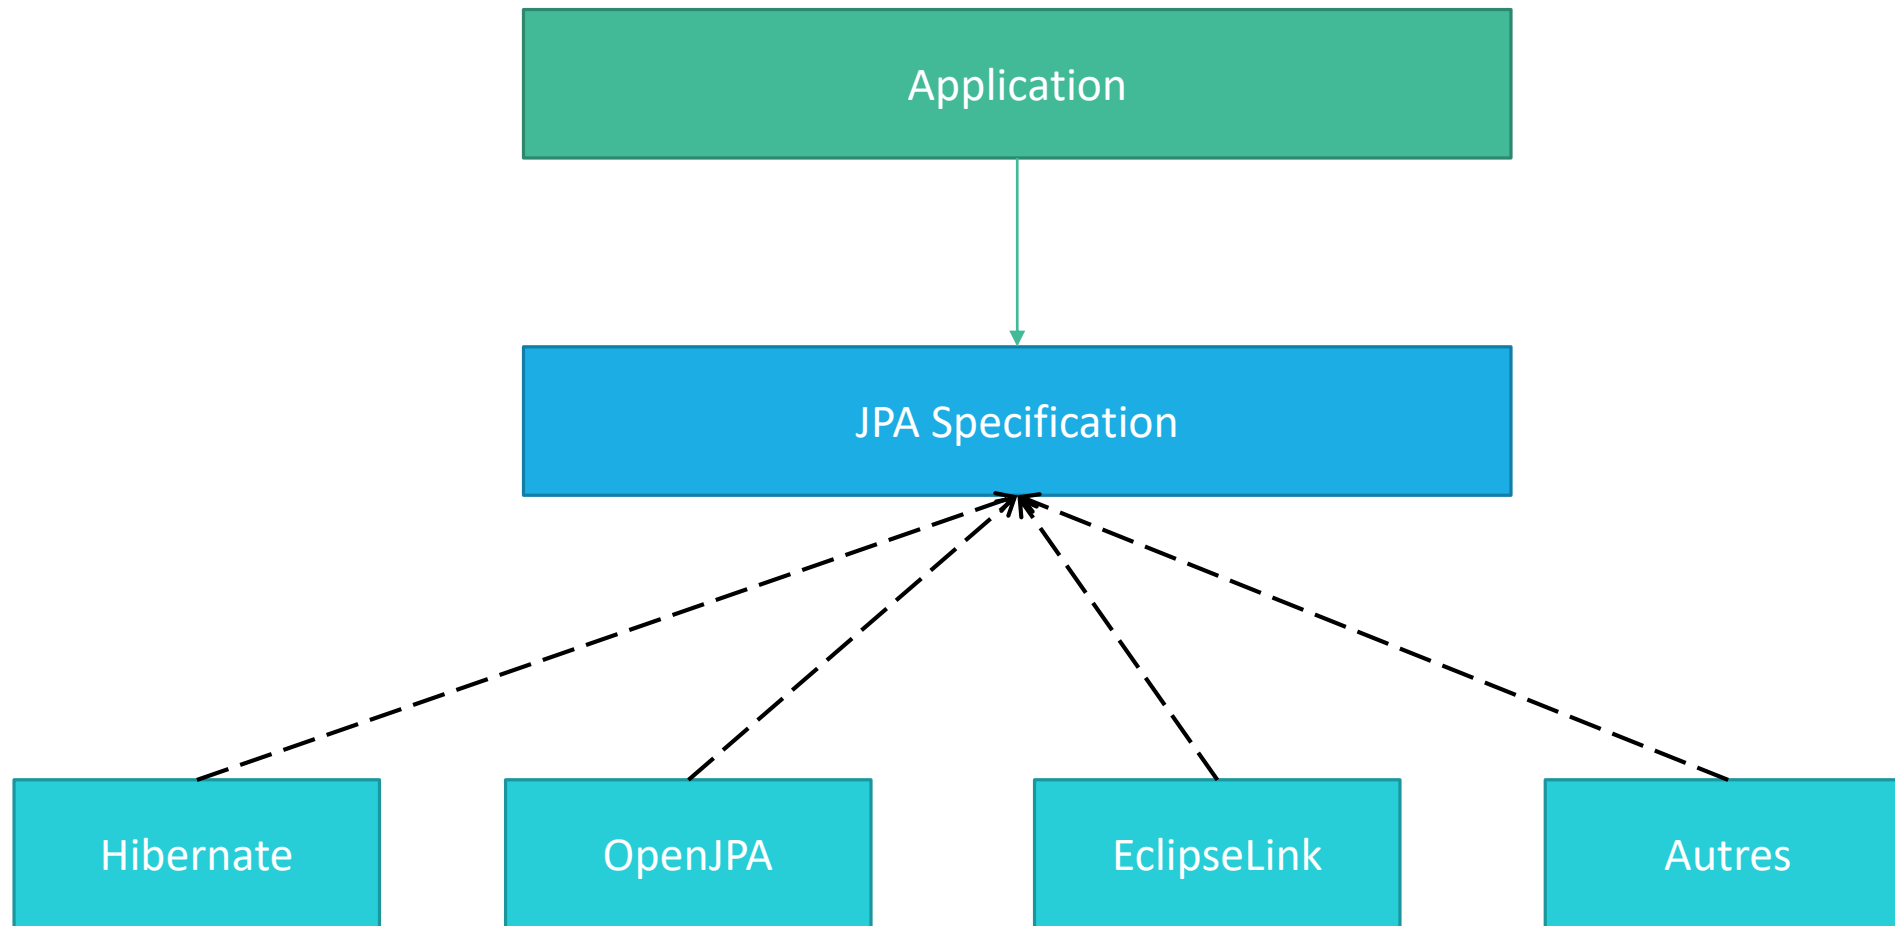 Application
JPA Specification
Hibernate
OpenJPA
EclipseLink
Autres